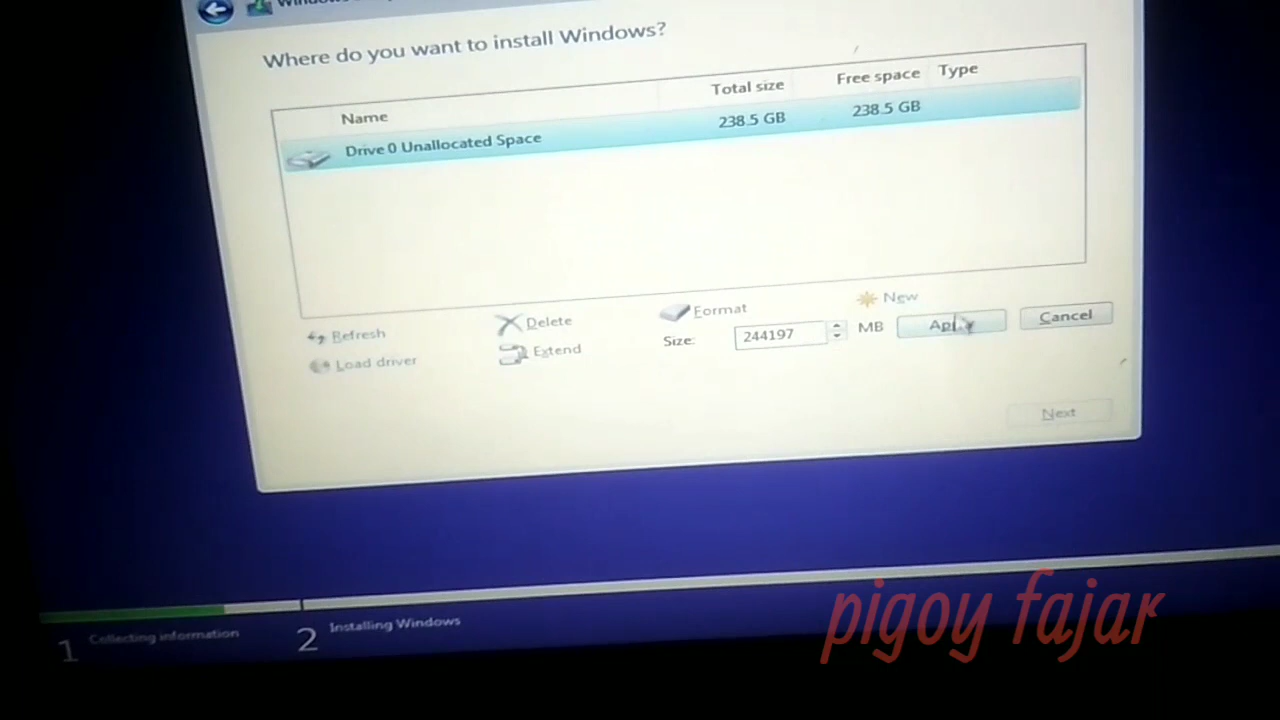 Where do you want to install Windows?
Name Total size Free space Type
Drive 0 Unallocated Space 238.5 GB 238.5 GB
Refresh Delete Format New
Load driver Extend Size: 244197 MB Cancel
Next
1 Collecting information 2 Installing Windows
pigoy fajar